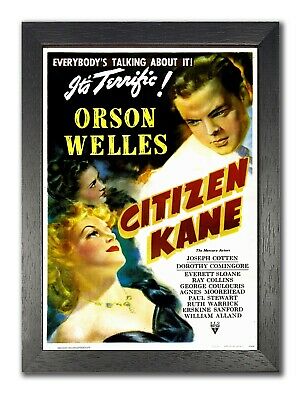 EVERYBODY'S TALKING ABOUT IT!
It's Terrific!
ORSON
WELLES
CITIZEN
KANE
The Mercury Actors
JOSEPH COTTEN
DOROTHY COMINGORE
EVERETT SLOANE
RAY COLLINS
GEORGE COULOURIS
AGNES MOOREHEAD
PAUL STEWART
RUTH WARRICK
ERSKINE SANFORD
WILLIAM ALLAND